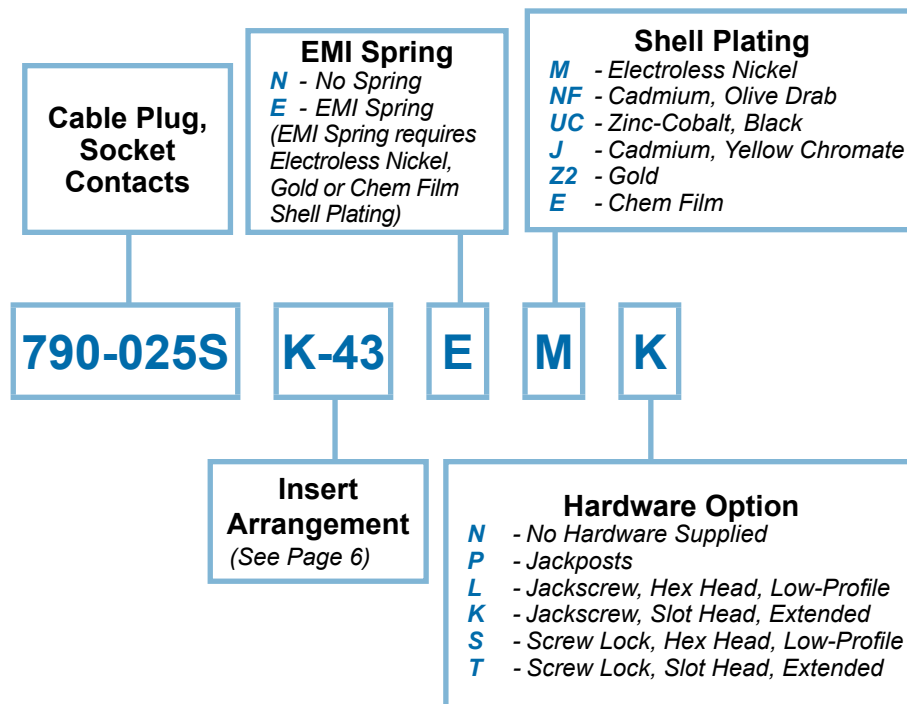 Cable Plug,
Socket
Contacts
EMI Spring
N - No Spring
E - EMI Spring
(EMI Spring requires
Electroless Nickel,
Gold or Chem Film
Shell Plating)
Shell Plating
M - Electroless Nickel
NF - Cadmium, Olive Drab
UC - Zinc-Cobalt, Black
J - Cadmium, Yellow Chromate
Z2 - Gold
E - Chem Film
790-025S K-43 E M K
Insert
Arrangement
(See Page 6)
Hardware Option
N - No Hardware Supplied
P - Jackposts
L - Jackscrew, Hex Head, Low-Profile
K - Jackscrew, Slot Head, Extended
S - Screw Lock, Hex Head, Low-Profile
T - Screw Lock, Slot Head, Extended